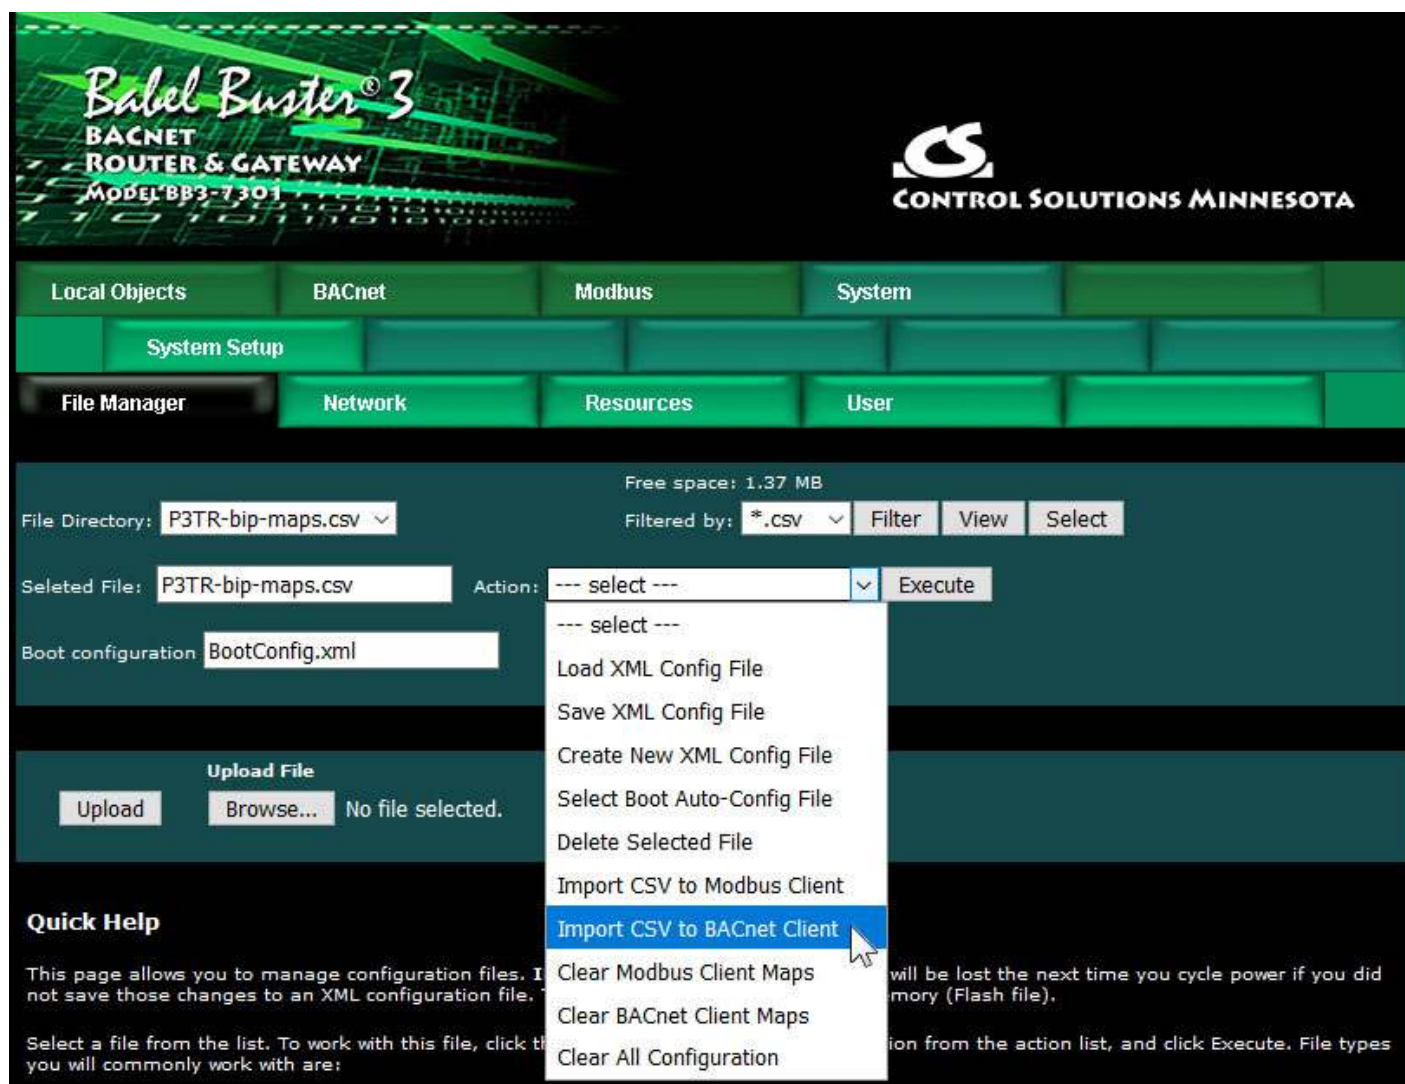 Babel Buster® 3
BACNET
ROUTER & GATEWAY
MODEL BB3-7301
CS
CONTROL SOLUTIONS MINNESOTA
Local Objects BACnet Modbus System
System Setup
File Manager Network Resources User
Free space: 1.37 MB
File Directory: P3TR-bip-maps.csv Filtered by: *.csv Filter View Select
Seleted File: P3TR-bip-maps.csv Action: --- select --- Execute
--- select ---
Boot configuration BootConfig.xml
Load XML Config File
Save XML Config File
Create New XML Config File
Upload File
Select Boot Auto-Config File
Upload Browse... No file selected.
Delete Selected File
Import CSV to Modbus Client
Quick Help
Import CSV to BACnet Client
Clear Modbus Client Maps
This page allows you to manage configuration files. will be lost the next time you cycle power if you did
not save those changes to an XML configuration file. (Flash file).
Clear BACnet Client Maps
Select a file from the list. To work with this file, click from the action list, and click Execute. File types
Clear All Configuration
you will commonly work with are: